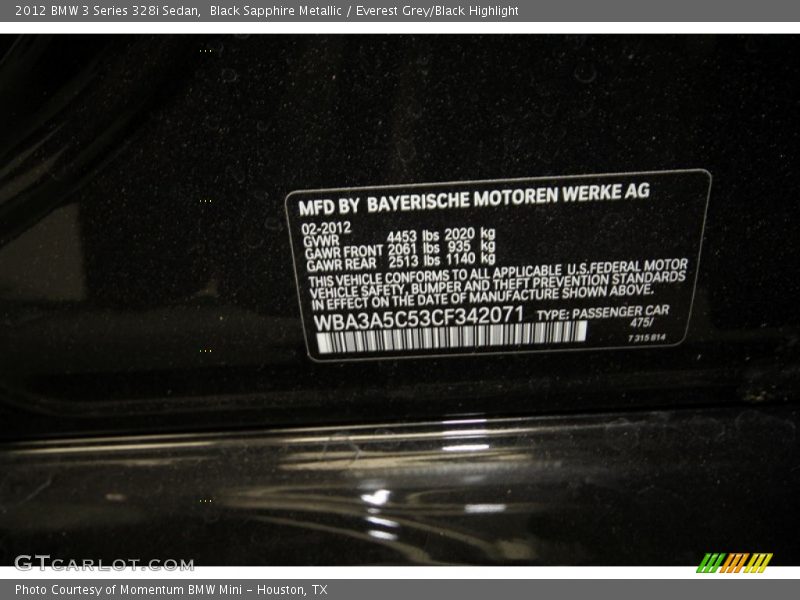 2012 BMW 3 Series 328i Sedan,  Black Sapphire Metallic / Everest Grey/Black Highlight
MFD BY BAYERISCHE MOTOREN WERKE AG
02-2012
GVWR 4453 lbs 2020 kg
GAWR FRONT 2061 lbs 935 kg
GAWR REAR 2513 lbs 1140 kg
THIS VEHICLE CONFORMS TO ALL APPLICABLE U.S.FEDERAL MOTOR
VEHICLE SAFETY, BUMPER AND THEFT PREVENTION STANDARDS
IN EFFECT ON THE DATE OF MANUFACTURE SHOWN ABOVE.
WBA3A5C53CF342071 TYPE: PASSENGER CAR
475/
7 315 814
GTCARLOT.COM
Photo Courtesy of Momentum BMW Mini - Houston, TX